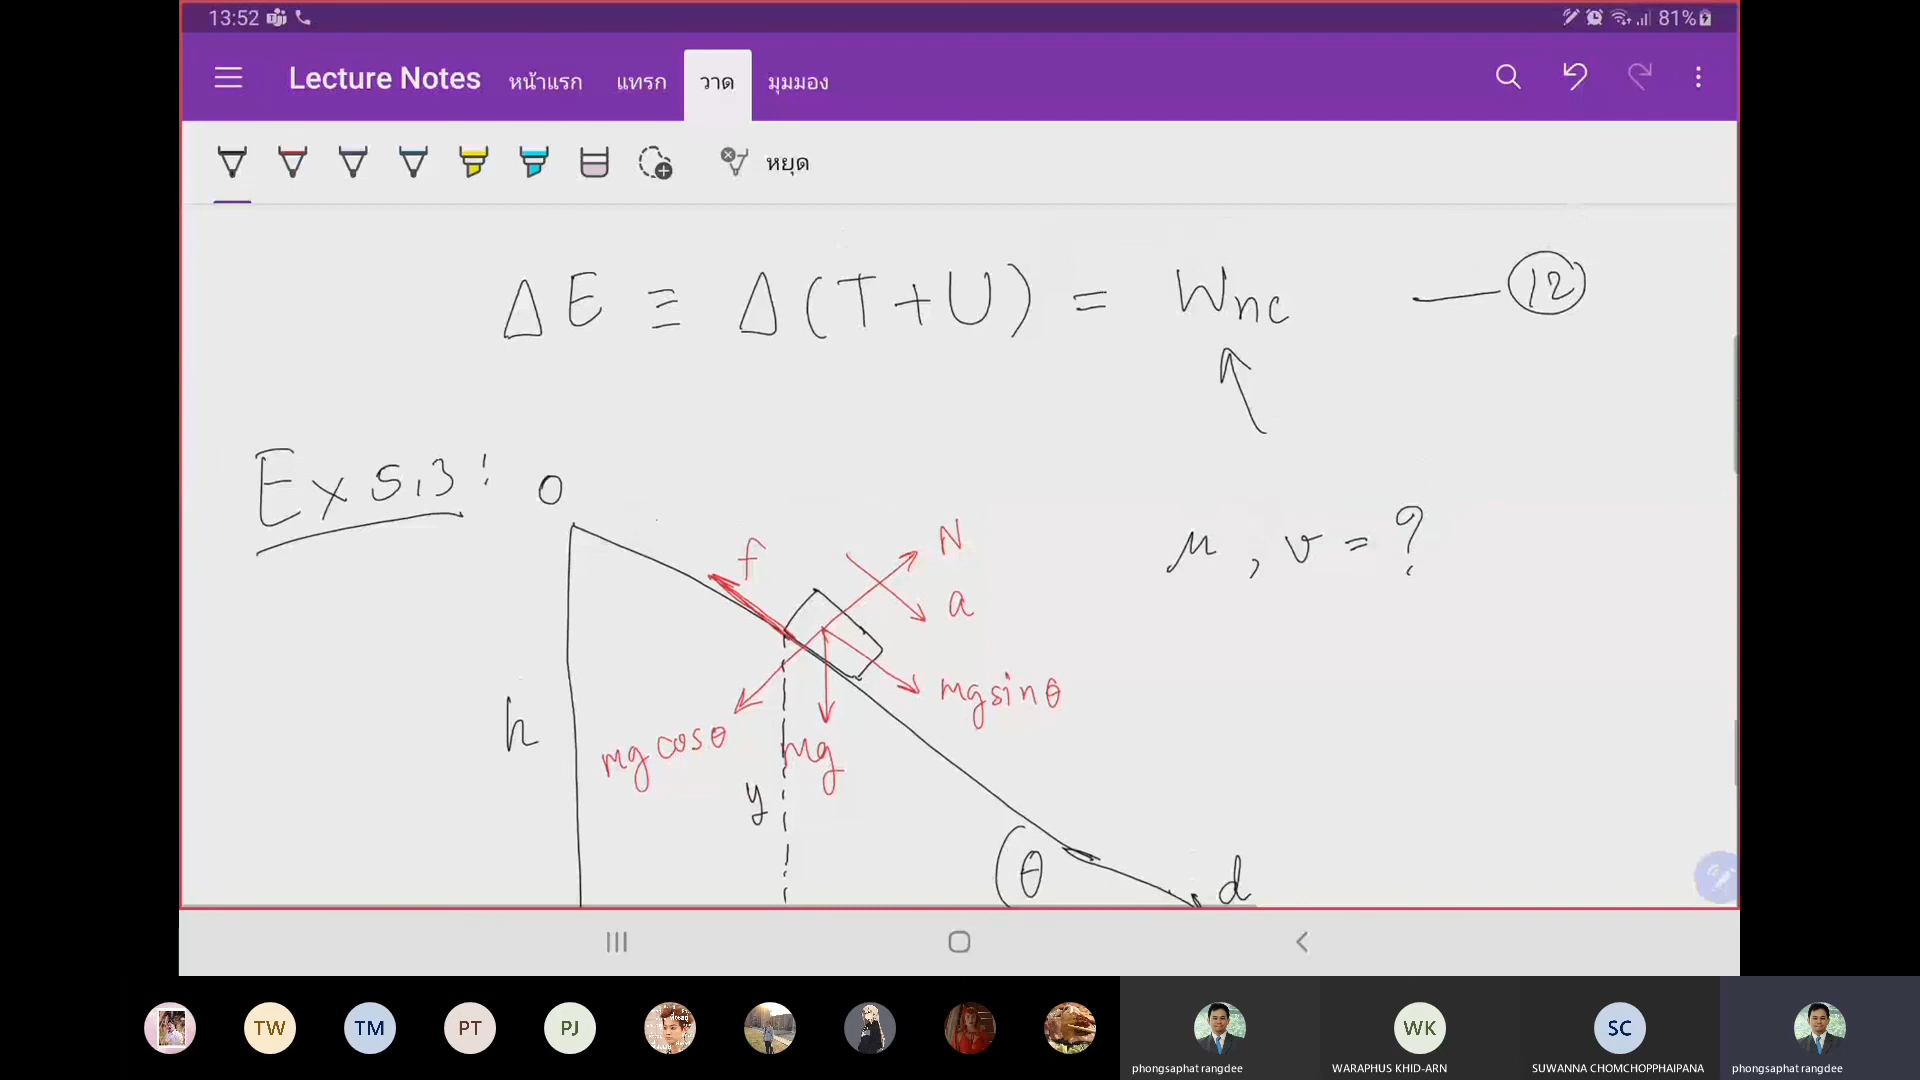 13:52 81%
Lecture Notes หน้าแรก แทรก วาด มุมมอง
หยุด
ΔE ≡ Δ(T+U) = Wnc — 12
Ex 5.3: 0
μ, v = ?
f N
a
mg sinθ
h mg cosθ mg
y
θ d
TW TM PT PJ WK SC
phongsaphat rangdee WARAPHUS KHID-ARN SUWANNA CHOMCHOPPHAIPANA phongsaphat rangdee